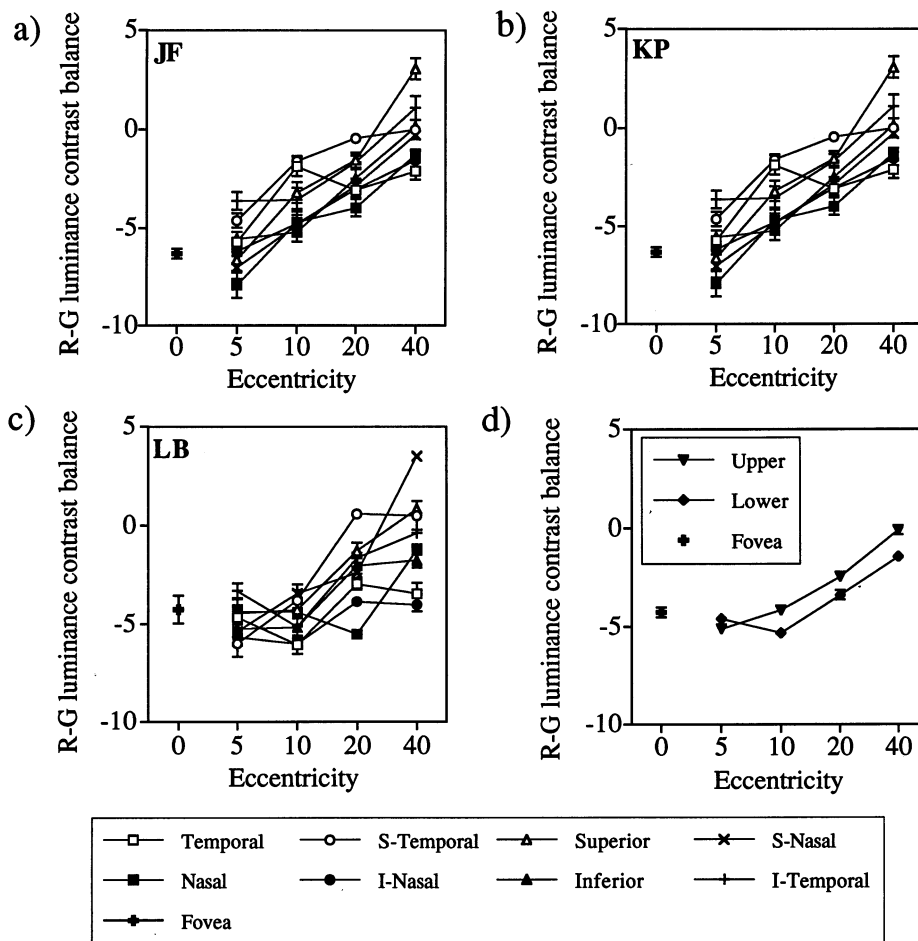 a)
JF
R-G luminance contrast balance
5
0
-5
-10
0 5 10 20 40
Eccentricity
b)
KP
R-G luminance contrast balance
5
0
-5
-10
0 5 10 20 40
Eccentricity
c)
LB
R-G luminance contrast balance
5
0
-5
-10
0 5 10 20 40
Eccentricity
d)
Upper
Lower
Fovea
R-G luminance contrast balance
5
0
-5
-10
0 5 10 20 40
Eccentricity
Temporal S-Temporal Superior S-Nasal
Nasal I-Nasal Inferior I-Temporal
Fovea